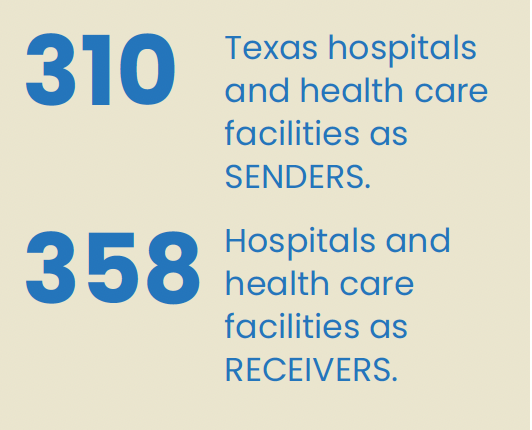 310
Texas hospitals
and health care
facilities as
SENDERS.
358
Hospitals and
health care
facilities as
RECEIVERS.